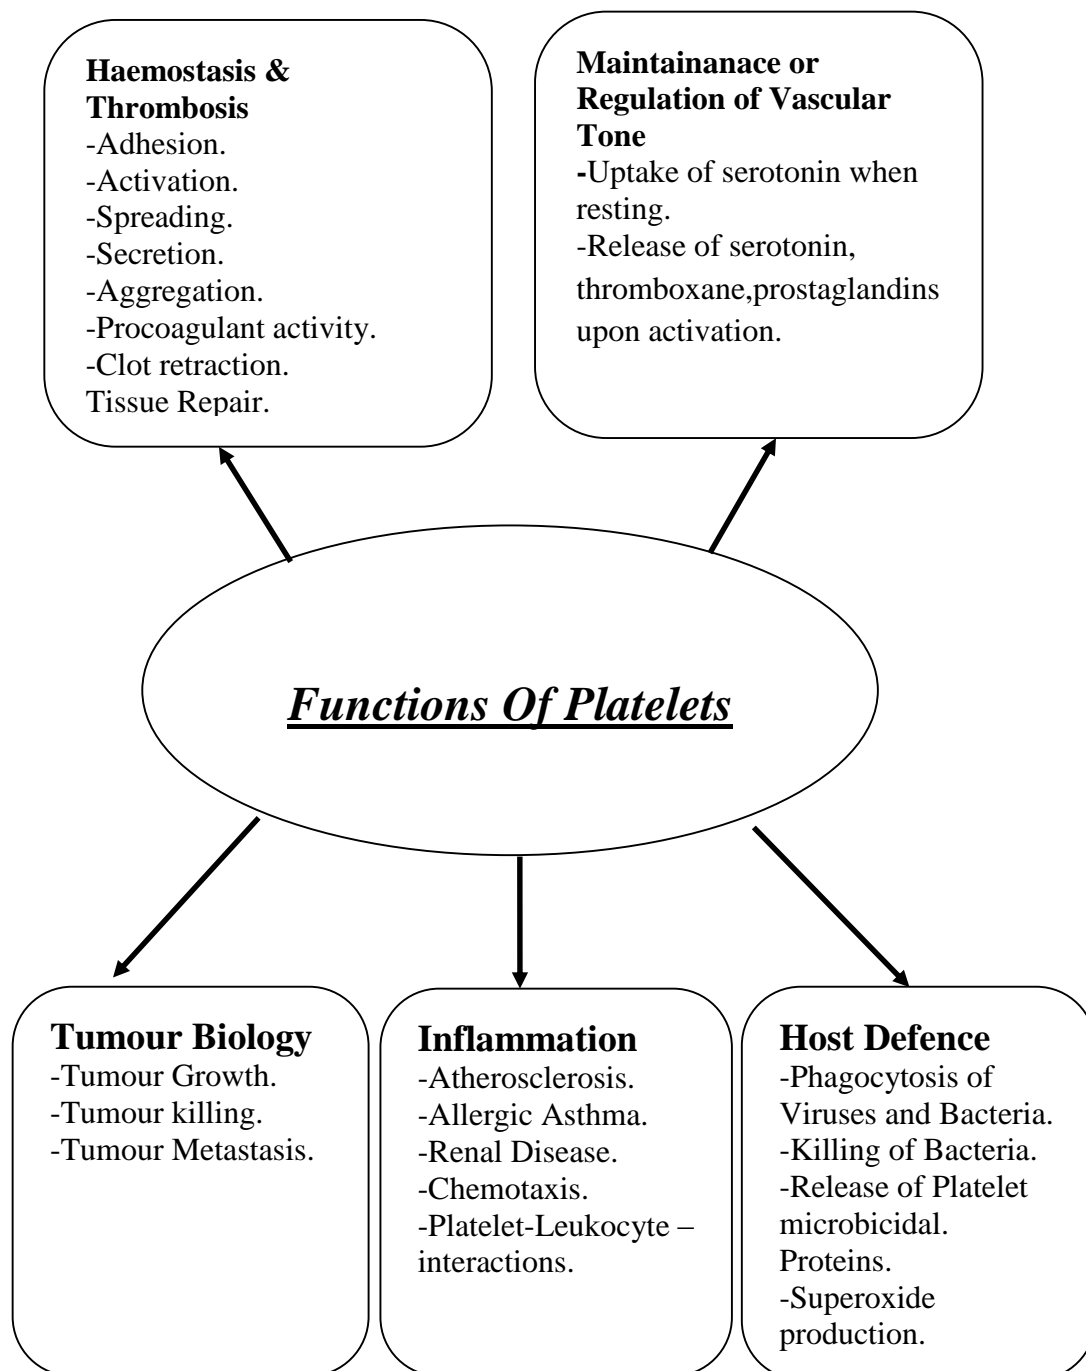 Haemostasis &
Thrombosis
-Adhesion.
-Activation.
-Spreading.
-Secretion.
-Aggregation.
-Procoagulant activity.
-Clot retraction.
Tissue Repair.
Maintainanace or
Regulation of Vascular
Tone
-Uptake of serotonin when
resting.
-Release of serotonin,
thromboxane,prostaglandins
upon activation.
Functions Of Platelets
Tumour Biology
-Tumour Growth.
-Tumour killing.
-Tumour Metastasis.
Inflammation
-Atherosclerosis.
-Allergic Asthma.
-Renal Disease.
-Chemotaxis.
-Platelet-Leukocyte –
interactions.
Host Defence
-Phagocytosis of
Viruses and Bacteria.
-Killing of Bacteria.
-Release of Platelet
microbicidal.
Proteins.
-Superoxide
production.